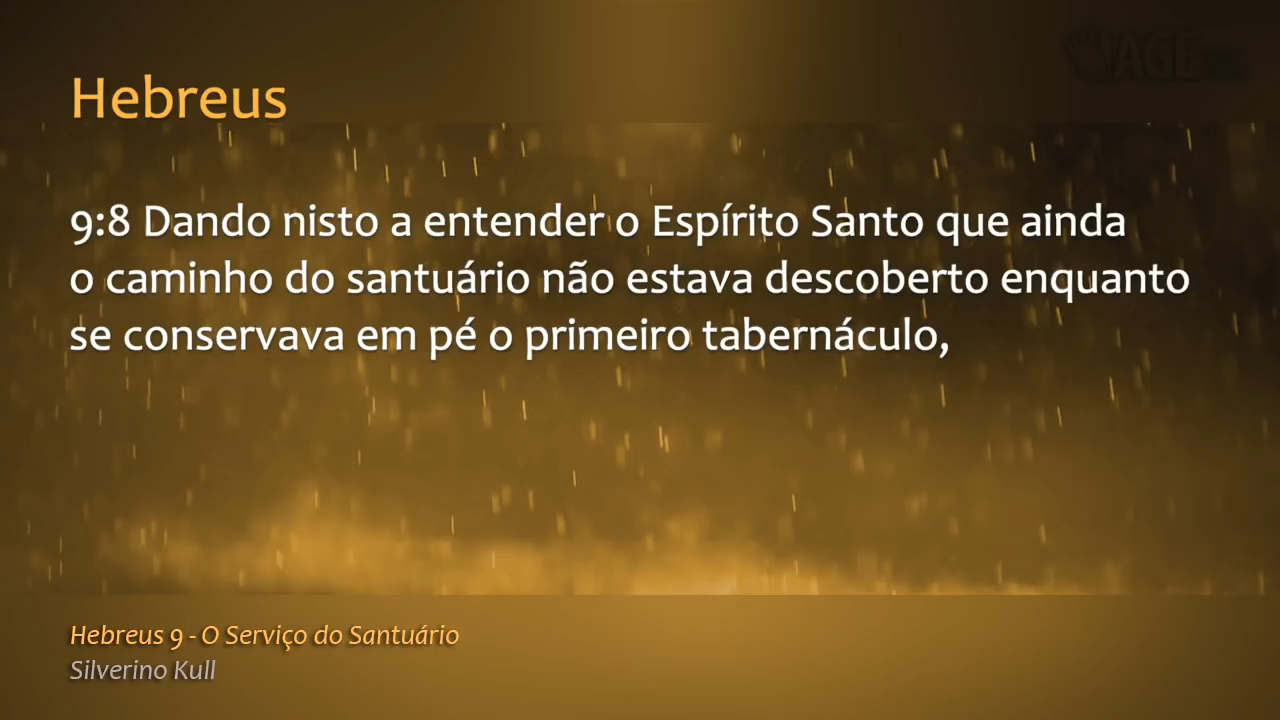 Hebreus
9:8 Dando nisto a entender o Espírito Santo que ainda
o caminho do santuário não estava descoberto enquanto
se conservava em pé o primeiro tabernáculo,
Hebreus 9 - O Serviço do Santuário
Silverino Kull